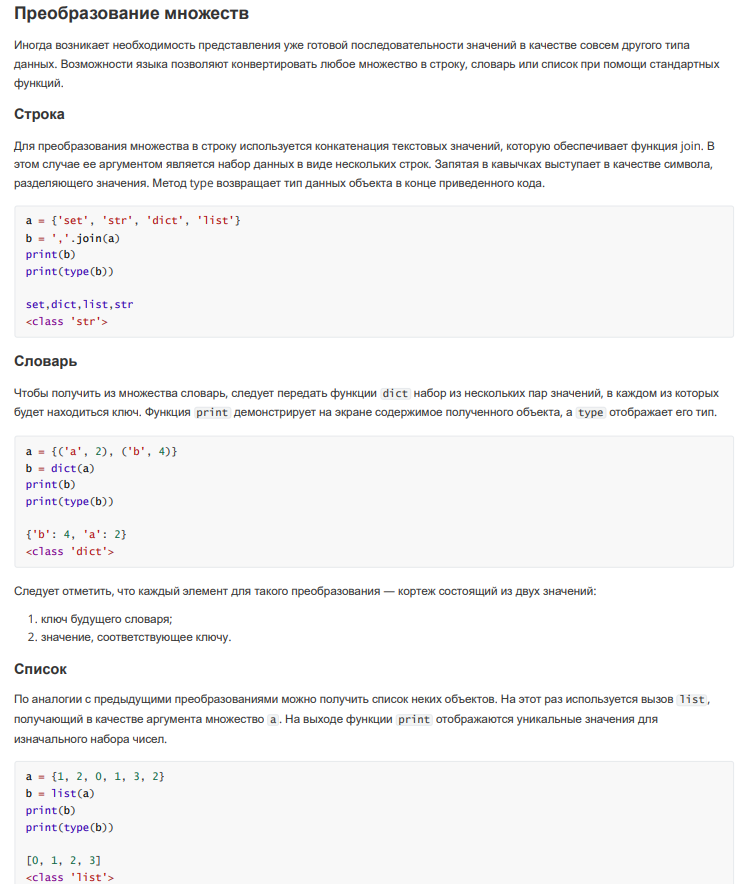 Преобразование множеств
Иногда возникает необходимость представления уже готовой последовательности значений в качестве совсем другого типа
данных. Возможности языка позволяют конвертировать любое множество в строку, словарь или список при помощи стандартных
функций.
Строка
Для преобразования множества в строку используется конкатенация текстовых значений, которую обеспечивает функция join. В
этом случае ее аргументом является набор данных в виде нескольких строк. Запятая в кавычках выступает в качестве символа,
разделяющего значения. Метод type возвращает тип данных объекта в конце приведенного кода.
a = {'set', 'str', 'dict', 'list'}
b = ','.join(a)
print(b)
print(type(b))
set,dict,list,str
<class 'str'>
Словарь
Чтобы получить из множества словарь, следует передать функции dict набор из нескольких пар значений, в каждом из которых
будет находиться ключ. Функция print демонстрирует на экране содержимое полученного объекта, а type отображает его тип.
a = {('a', 2), ('b', 4)}
b = dict(a)
print(b)
print(type(b))
{'b': 4, 'a': 2}
<class 'dict'>
Следует отметить, что каждый элемент для такого преобразования — кортеж состоящий из двух значений:
1. ключ будущего словаря;
2. значение, соответствующее ключу.
Список
По аналогии с предыдущими преобразованиями можно получить список неких объектов. На этот раз используется вызов list,
получающий в качестве аргумента множество a. На выходе функции print отображаются уникальные значения для
изначального набора чисел.
a = {1, 2, 0, 1, 3, 2}
b = list(a)
print(b)
print(type(b))
[0, 1, 2, 3]
<class 'list'>